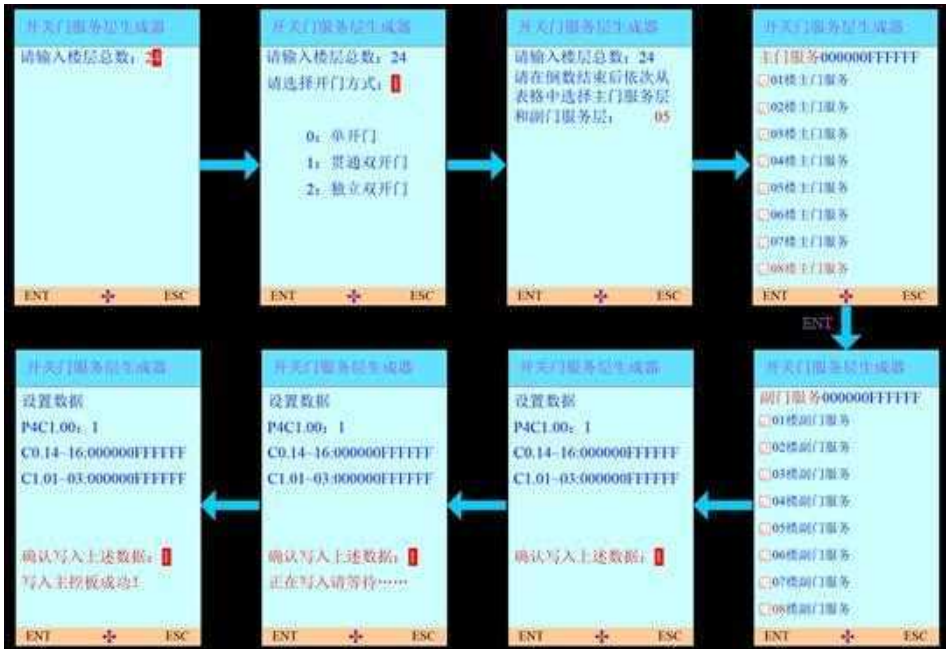 开关门服务层生成器
请输入楼层总数：24
ENT ESC
开关门服务层生成器
请输入楼层总数：24
请选择开门方式：1
0：单开门
1：贯通双开门
2：独立双开门
ENT ESC
开关门服务层生成器
请输入楼层总数：24
请在倒数结束后依次从
表格中选择主门服务层
和副门服务层： 05
ENT ESC
开关门服务层生成器
主门服务000000FFFFFF
01楼主门服务
02楼主门服务
03楼主门服务
04楼主门服务
05楼主门服务
06楼主门服务
07楼主门服务
08楼主门服务
ENT ESC
ENT
开关门服务层生成器
副门服务000000FFFFFF
01楼副门服务
02楼副门服务
03楼副门服务
04楼副门服务
05楼副门服务
06楼副门服务
07楼副门服务
08楼副门服务
ENT ESC
开关门服务层生成器
设置数据
P4C1.00：1
C0.14~16:000000FFFFFF
C1.01~03:000000FFFFFF
确认写入上述数据：1
ENT ESC
开关门服务层生成器
设置数据
P4C1.00：1
C0.14~16:000000FFFFFF
C1.01~03:000000FFFFFF
确认写入上述数据：1
正在写入请等待……
ENT ESC
开关门服务层生成器
设置数据
P4C1.00：1
C0.14~16:000000FFFFFF
C1.01~03:000000FFFFFF
确认写入上述数据：1
写入主控板成功！
ENT ESC